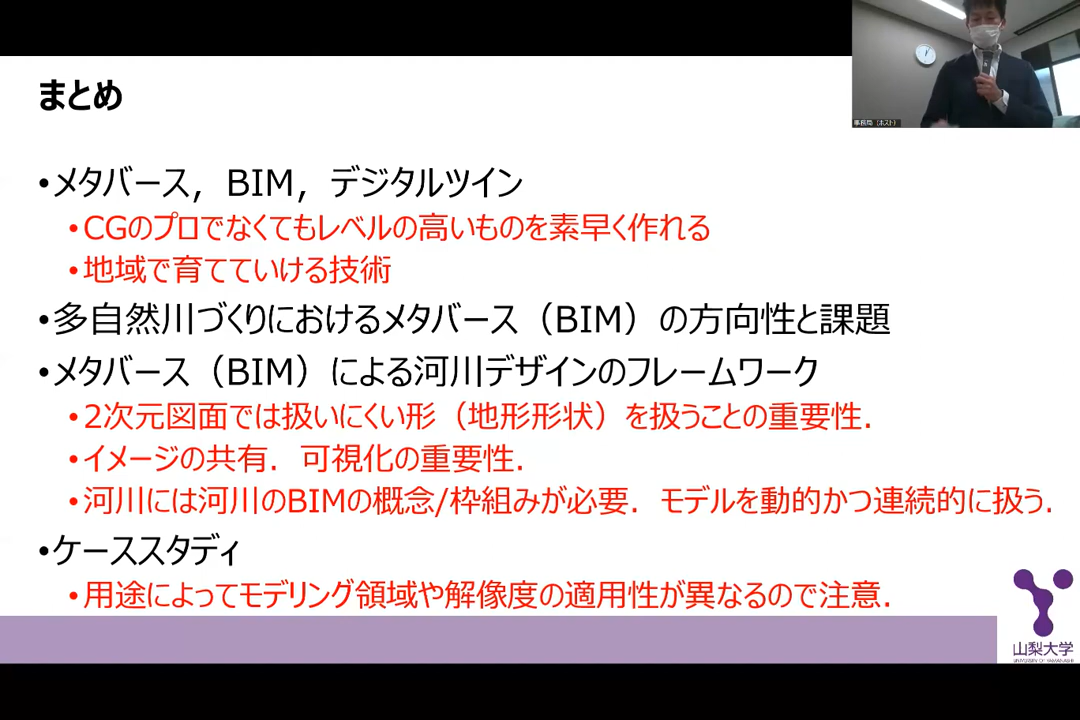 事務局 (ホスト)
まとめ
•メタバース，BIM，デジタルツイン
•CGのプロでなくてもレベルの高いものを素早く作れる
•地域で育てていける技術
•多自然川づくりにおけるメタバース（BIM）の方向性と課題
•メタバース（BIM）による河川デザインのフレームワーク
•2次元図面では扱いにくい形（地形形状）を扱うことの重要性．
•イメージの共有．可視化の重要性．
•河川には河川のBIMの概念/枠組みが必要．モデルを動的かつ連続的に扱う．
•ケーススタディ
•用途によってモデリング領域や解像度の適用性が異なるので注意．
山梨大学
UNIVERSITY OF YAMANASHI